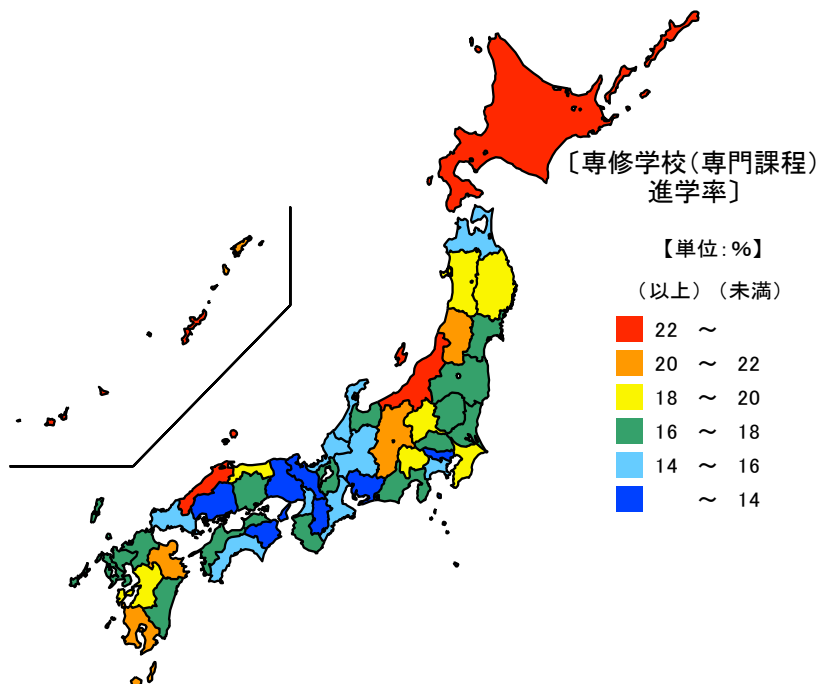 〔専修学校（専門課程）
進学率〕
【単位：％】
（以上）（未満）
22 ～
20 ～ 22
18 ～ 20
16 ～ 18
14 ～ 16
～ 14